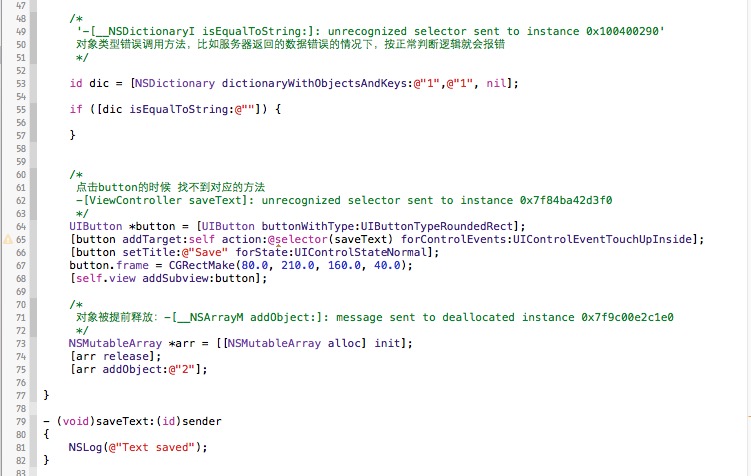 47
48 /*
49 '-[__NSDictionaryI isEqualToString:]: unrecognized selector sent to instance 0x100400290'
50 对象类型错误调用方法，比如服务器返回的数据错误的情况下，按正常判断逻辑就会报错
51 */
52
53 id dic = [NSDictionary dictionaryWithObjectsAndKeys:@"1",@"1", nil];
54
55 if ([dic isEqualToString:@""]) {
56
57 }
58
59
60 /*
61 点击button的时候 找不到对应的方法
62 -[ViewController saveText]: unrecognized selector sent to instance 0x7f84ba42d3f0
63 */
64 UIButton *button = [UIButton buttonWithType:UIButtonTypeRoundedRect];
65 [button addTarget:self action:@selector(saveText) forControlEvents:UIControlEventTouchUpInside];
66 [button setTitle:@"Save" forState:UIControlStateNormal];
67 button.frame = CGRectMake(80.0, 210.0, 160.0, 40.0);
68 [self.view addSubview:button];
69
70 /*
71 对象被提前释放：-[__NSArrayM addObject:]: message sent to deallocated instance 0x7f9c00e2c1e0
72 */
73 NSMutableArray *arr = [[NSMutableArray alloc] init];
74 [arr release];
75 [arr addObject:@"2"];
76
77 }
78
79 - (void)saveText:(id)sender
80 {
81 NSLog(@"Text saved");
82 }
83